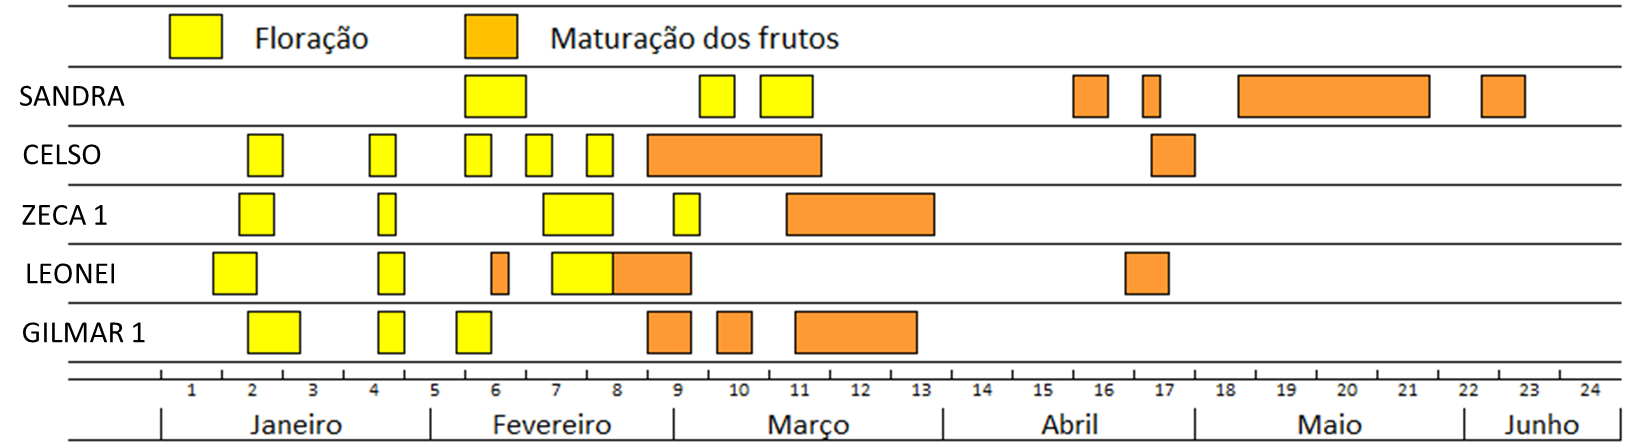 Floração Maturação dos frutos
SANDRA
CELSO
ZECA 1
LEONEI
GILMAR 1
1 2 3 4 5 6 7 8 9 10 11 12 13 14 15 16 17 18 19 20 21 22 23 24
Janeiro Fevereiro Março Abril Maio Junho